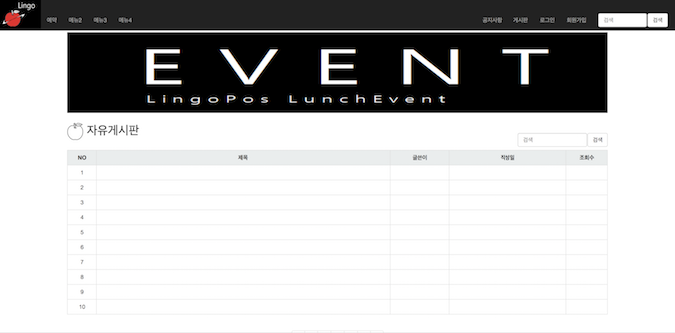 Lingo
예약 메뉴2 메뉴3 메뉴4 공지사항 게시판 로그인 회원가입 검색 검색
EVENT
LingoPos LunchEvent
자유게시판
검색 검색
NO 제목 글쓴이 작성일 조회수
1
2
3
4
5
6
7
8
9
10